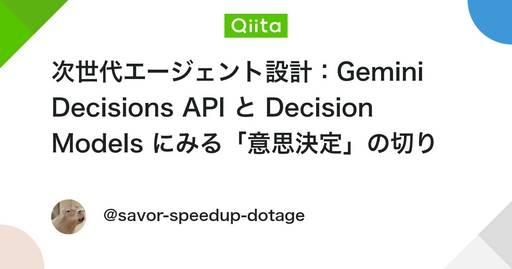 Qiita
次世代エージェント設計：Gemini
Decisions API と Decision
Models にみる「意思決定」の切り
@savor-speedup-dotage